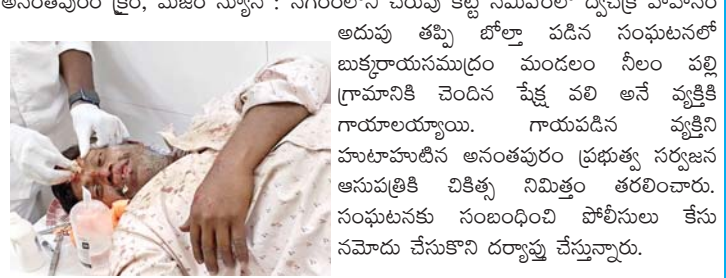 అనంతపురం క్రైం, మేజర్ న్యూస్ : నగరంలోని చెరువు కట్ట సమీపంలో ద్విచక్ర వాహనం
అదుపు తప్పి బోల్తా పడిన సంఘటనలో
బుక్కరాయసముద్రం మండలం నీలం పల్లి
గ్రామానికి చెందిన షేక్ష వలి అనే వ్యక్తికి
గాయాలయ్యాయి. గాయపడిన వ్యక్తిని
హుటాహుటిన అనంతపురం ప్రభుత్వ సర్వజన
ఆసుపత్రికి చికిత్స నిమిత్తం తరలించారు.
సంఘటనకు సంబంధించి పోలీసులు కేసు
నమోదు చేసుకొని దర్యాప్తు చేస్తున్నారు.